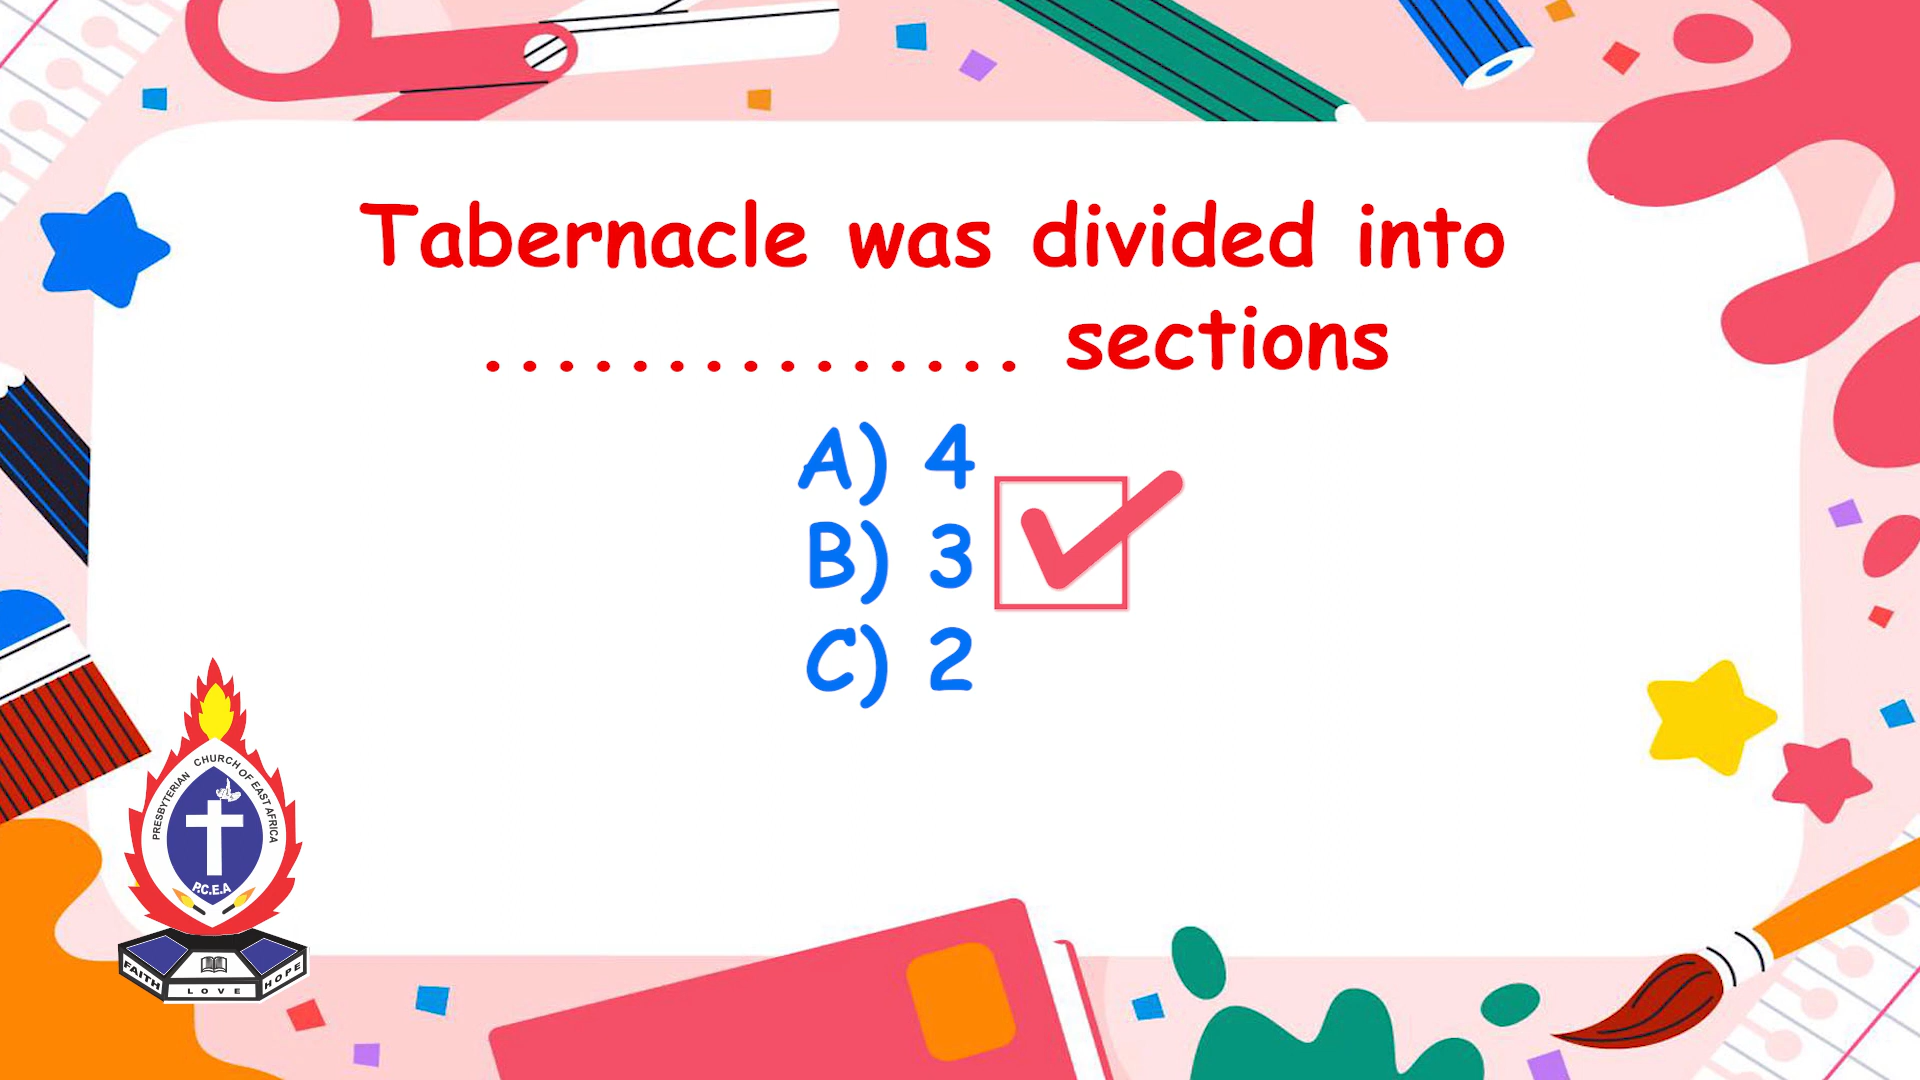 Tabernacle was divided into
............... sections
A) 4
B) 3
C) 2
PRESBYTERIAN CHURCH OF EAST AFRICA
P.C.E.A
FAITH
LOVE
HOPE